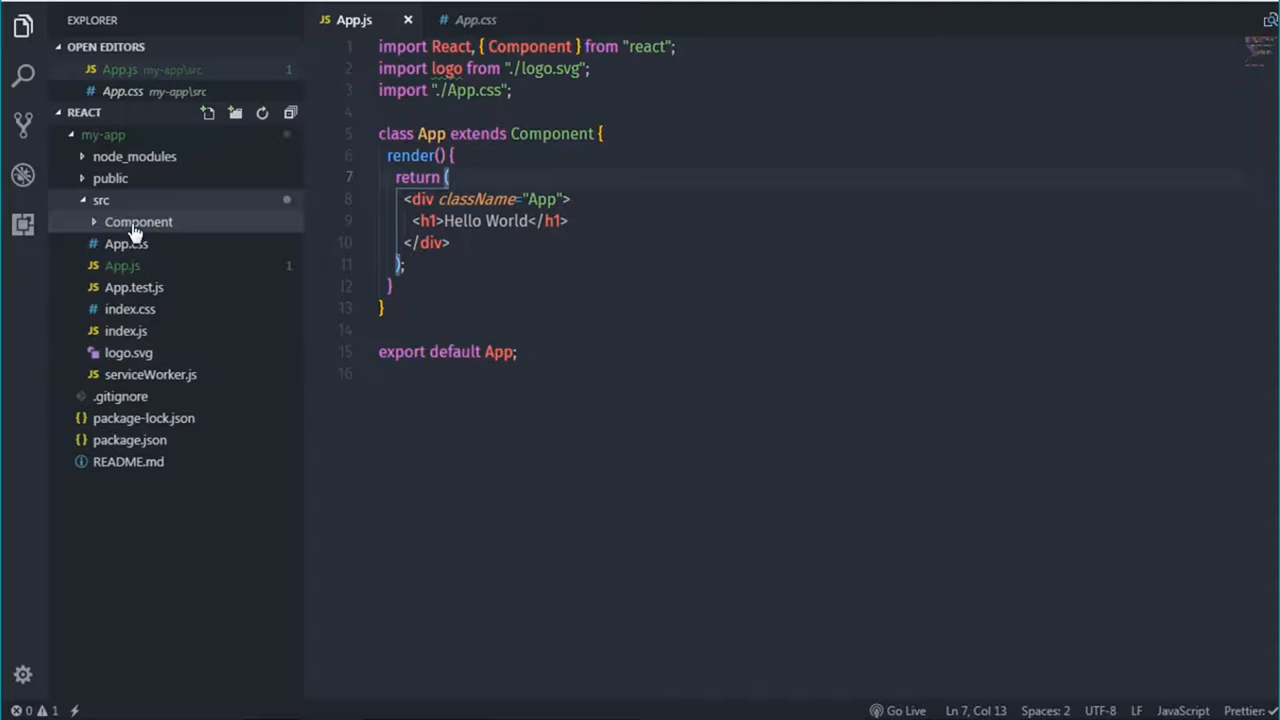 EXPLORER
OPEN EDITORS
JS App.js my-app\src 1
# App.css my-app\src
REACT
my-app
node_modules
public
src
Component
# App.css
JS App.js 1
JS App.test.js
# index.css
JS index.js
logo.svg
JS serviceWorker.js
.gitignore
{} package-lock.json
{} package.json
README.md
JS App.js ×
# App.css
1 import React, { Component } from "react";
2 import logo from "./logo.svg";
3 import "./App.css";
4
5 class App extends Component {
6 render() {
7 return (
8 <div className="App">
9 <h1>Hello World</h1>
10 </div>
11 );
12 }
13 }
14
15 export default App;
16
0 1
Go Live Ln 7, Col 13 Spaces: 2 UTF-8 LF JavaScript Prettier: ✓